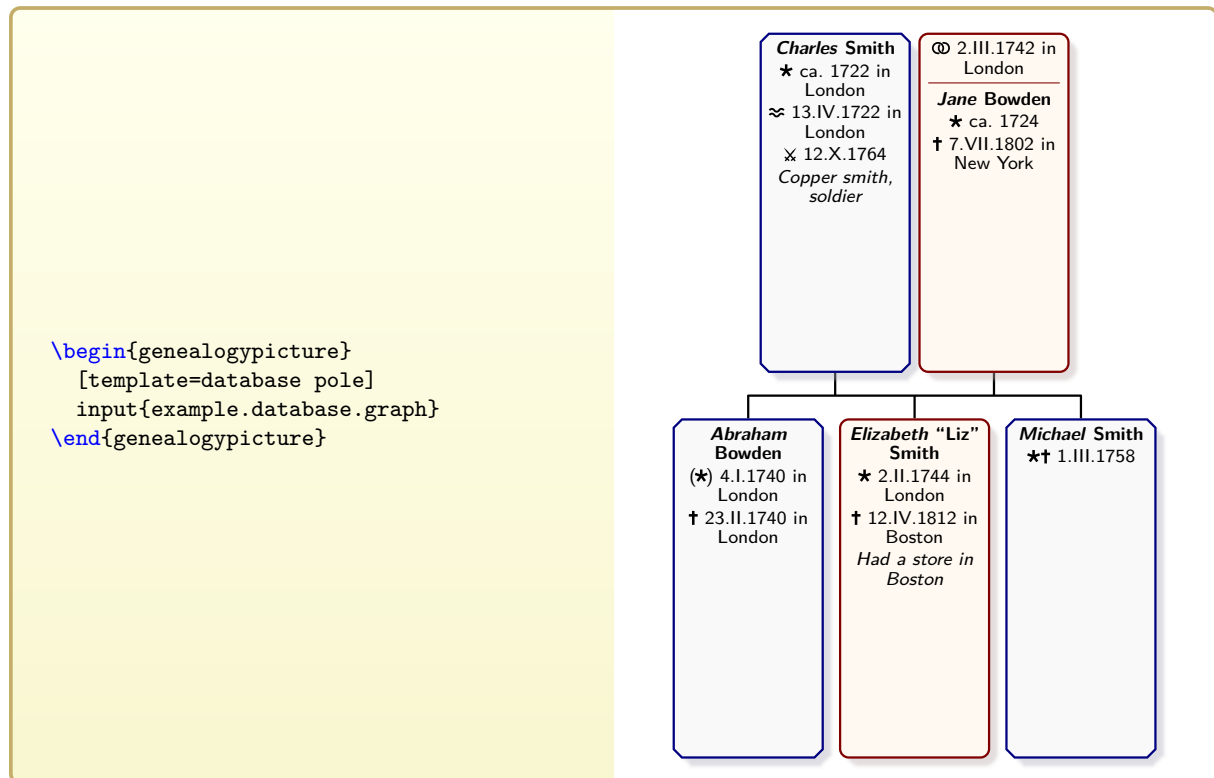 \begin{genealogypicture}
[template=database pole]
input{example.database.graph}
\end{genealogypicture}
Charles Smith
★ ca. 1722 in
London
≈ 13.IV.1722 in
London
⚔ 12.X.1764
Copper smith,
soldier
⚭ 2.III.1742 in
London
Jane Bowden
★ ca. 1724
† 7.VII.1802 in
New York
Abraham
Bowden
(★) 4.I.1740 in
London
† 23.II.1740 in
London
Elizabeth “Liz”
Smith
★ 2.II.1744 in
London
† 12.IV.1812 in
Boston
Had a store in
Boston
Michael Smith
★† 1.III.1758